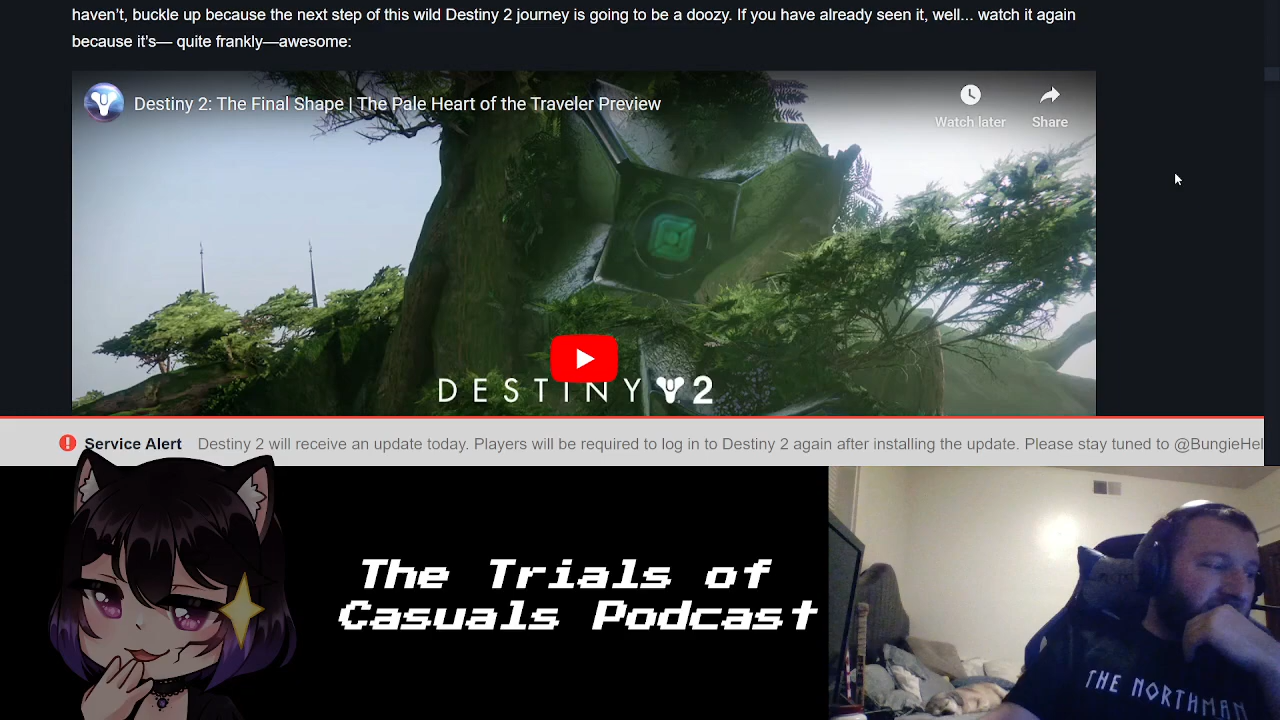 haven’t, buckle up because the next step of this wild Destiny 2 journey is going to be a doozy. If you have already seen it, well... watch it again
because it’s— quite frankly—awesome:
Destiny 2: The Final Shape | The Pale Heart of the Traveler Preview
Watch later
Share
DESTINY 2
Service Alert Destiny 2 will receive an update today. Players will be required to log in to Destiny 2 again after installing the update. Please stay tuned to @BungieHel
The Trials of
Casuals Podcast
THE NORTHMAN